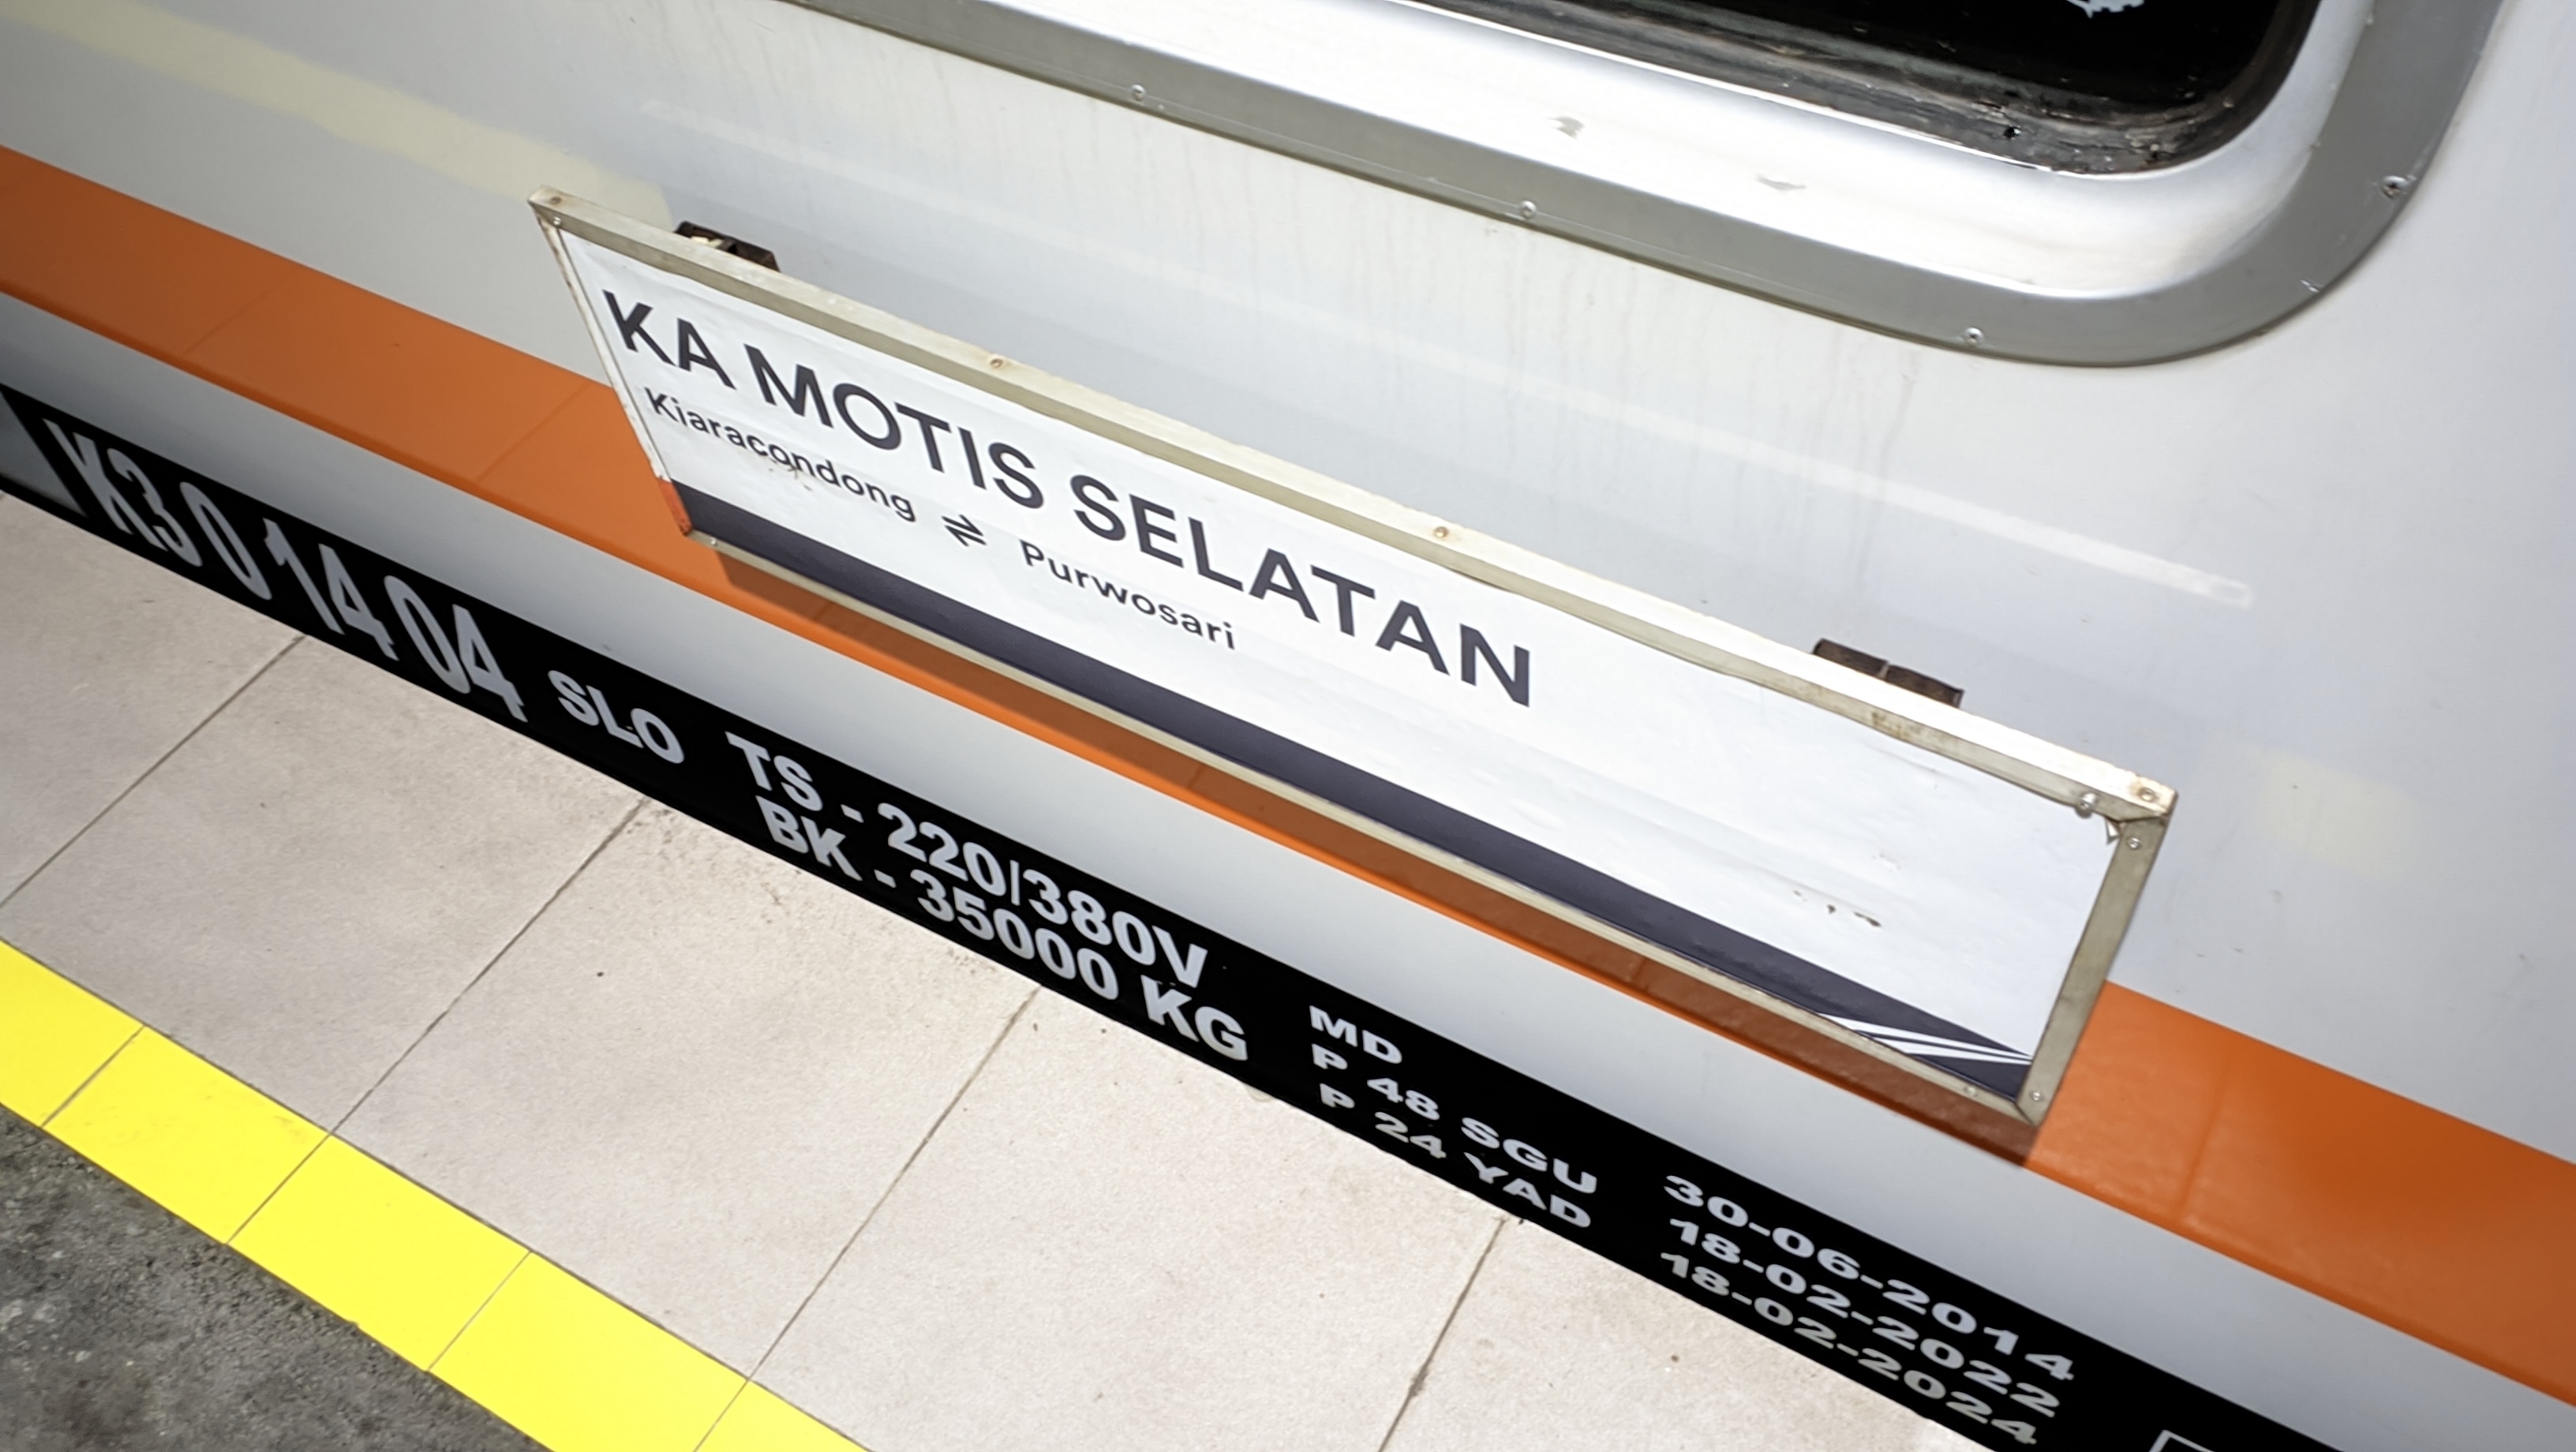 KA MOTIS SELATAN
Kiaracondong ⇌ Purwosari
K3 0 14 04 SLO
TS - 220/380V
BK - 35000 KG
MD 30-06-2014
P 48 SGU 18-02-2022
P 24 YAD 18-02-2024